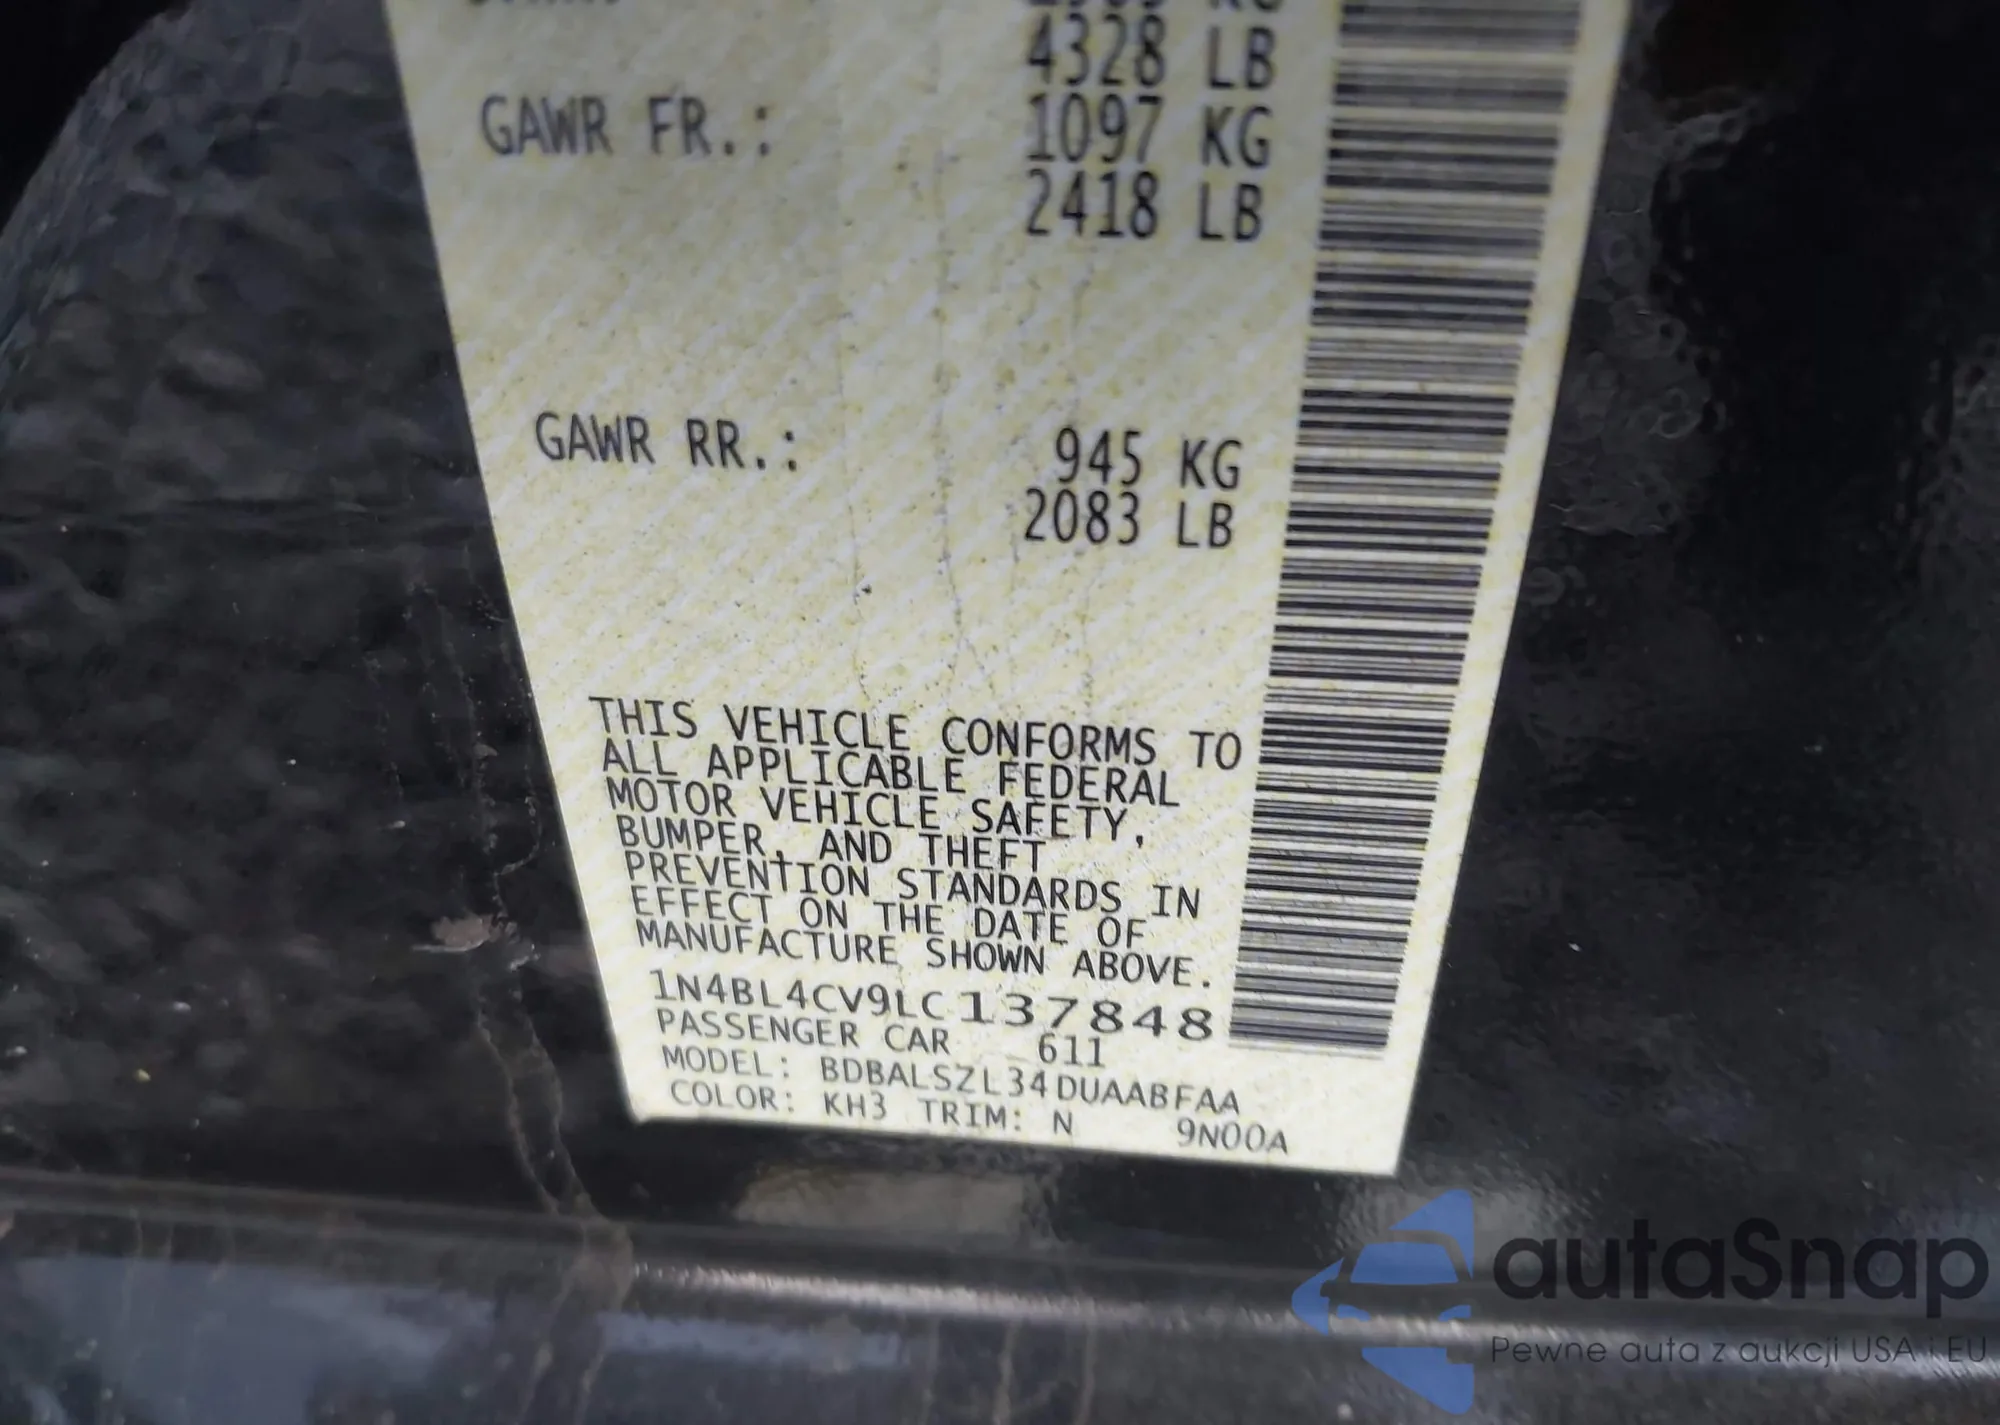 4328 LB
GAWR FR.: 1097 KG
2418 LB
GAWR RR.: 945 KG
2083 LB
THIS VEHICLE CONFORMS TO
ALL APPLICABLE FEDERAL
MOTOR VEHICLE SAFETY,
BUMPER, AND THEFT
PREVENTION STANDARDS IN
EFFECT ON THE DATE OF
MANUFACTURE SHOWN ABOVE.
1N4BL4CV9LC137848
PASSENGER CAR 611
MODEL: BDBALSZL34DUAABFAA
COLOR: KH3 TRIM: N 9N00A
autaSnap
Pewne auta z aukcji USA i EU